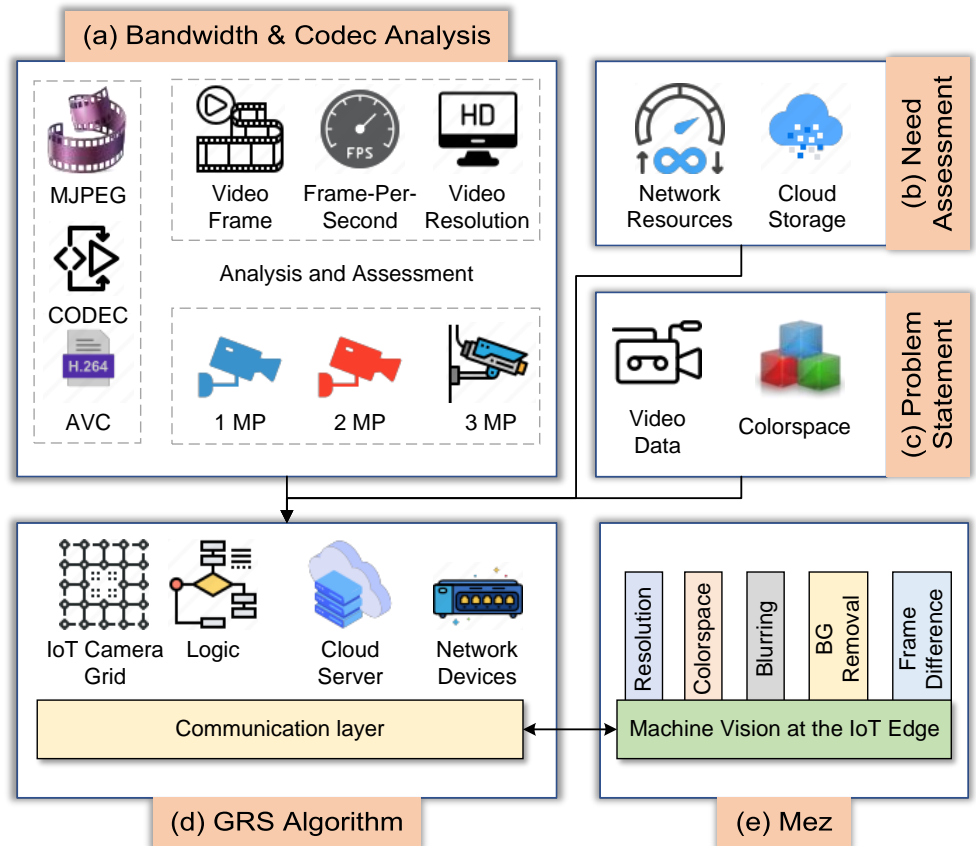 (a) Bandwidth & Codec Analysis
MJPEG
CODEC
H.264
AVC
FPS
HD
Video
Frame
Frame-Per-
Second
Video
Resolution
Analysis and Assessment
1 MP
2 MP
3 MP
Network
Resources
Cloud
Storage
(b) Need
Assessment
Video
Data
Colorspace
(c) Problem
Statement
IoT Camera
Grid
Logic
Cloud
Server
Network
Devices
Communication layer
(d) GRS Algorithm
Resolution
Colorspace
Blurring
BG
Removal
Frame
Difference
Machine Vision at the IoT Edge
(e) Mez